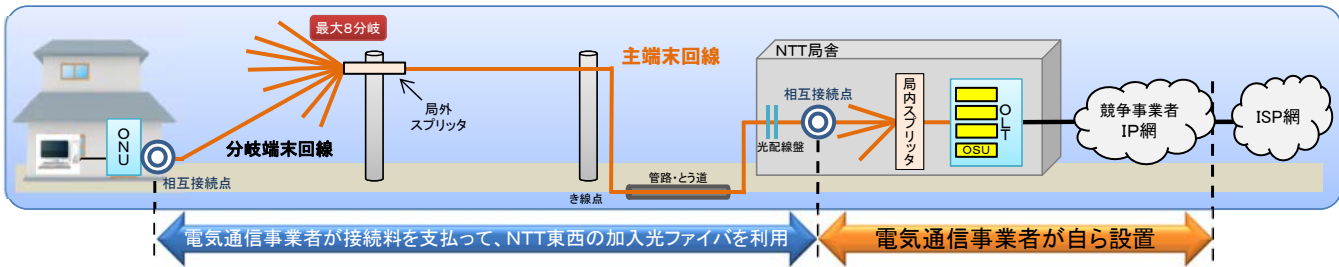 最大８分岐
主端末回線
局外
スプリッタ
分岐端末回線
ONU
相互接続点
き線点
管路・とう道
NTT局舎
相互接続点
光配線盤
局内スプリッタ
OLT
OSU
競争事業者
IP網
ISP網
電気通信事業者が接続料を支払って、NTT東西の加入光ファイバを利用
電気通信事業者が自ら設置